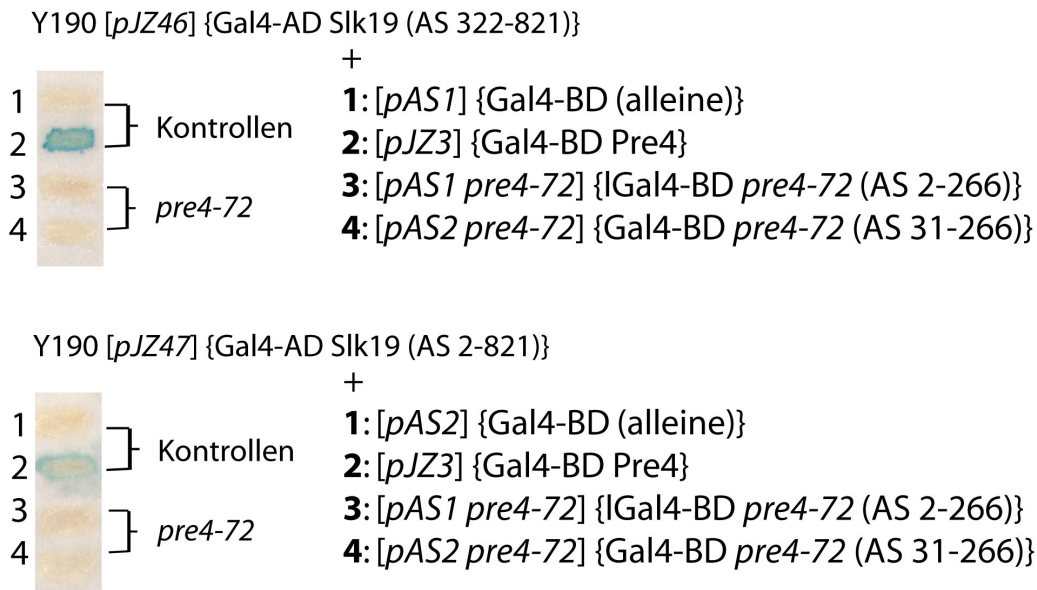 Y190 [pJZ46] {Gal4-AD Slk19 (AS 322-821)}
+
1 1: [pAS1] {Gal4-BD (alleine)}
Kontrollen
2 2: [pJZ3] {Gal4-BD Pre4}
3 3: [pAS1 pre4-72] {lGal4-BD pre4-72 (AS 2-266)}
pre4-72
4 4: [pAS2 pre4-72] {Gal4-BD pre4-72 (AS 31-266)}
Y190 [pJZ47] {Gal4-AD Slk19 (AS 2-821)}
+
1 1: [pAS2] {Gal4-BD (alleine)}
Kontrollen
2 2: [pJZ3] {Gal4-BD Pre4}
3 3: [pAS1 pre4-72] {lGal4-BD pre4-72 (AS 2-266)}
pre4-72
4 4: [pAS2 pre4-72] {Gal4-BD pre4-72 (AS 31-266)}